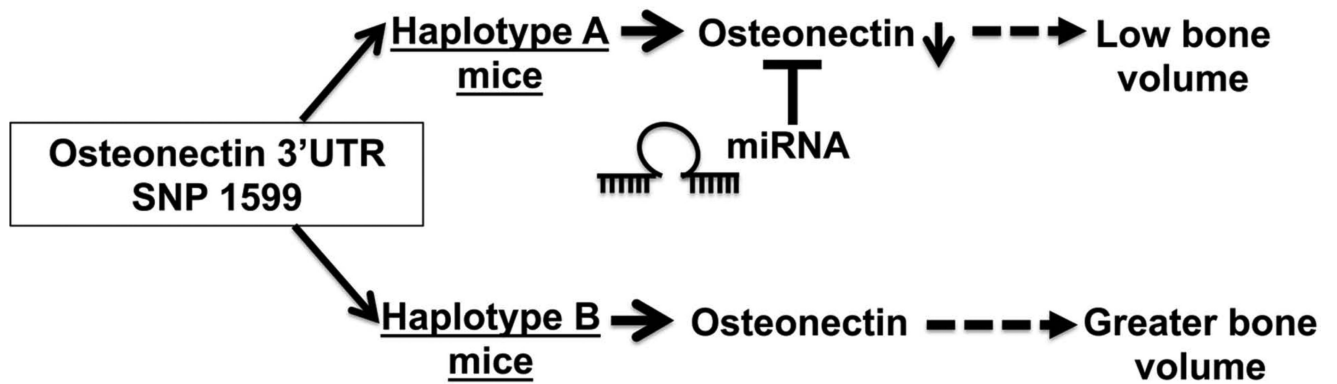 Haplotype A
mice
Osteonectin
Low bone
volume
miRNA
Osteonectin 3’UTR
SNP 1599
Haplotype B
mice
Osteonectin
Greater bone
volume